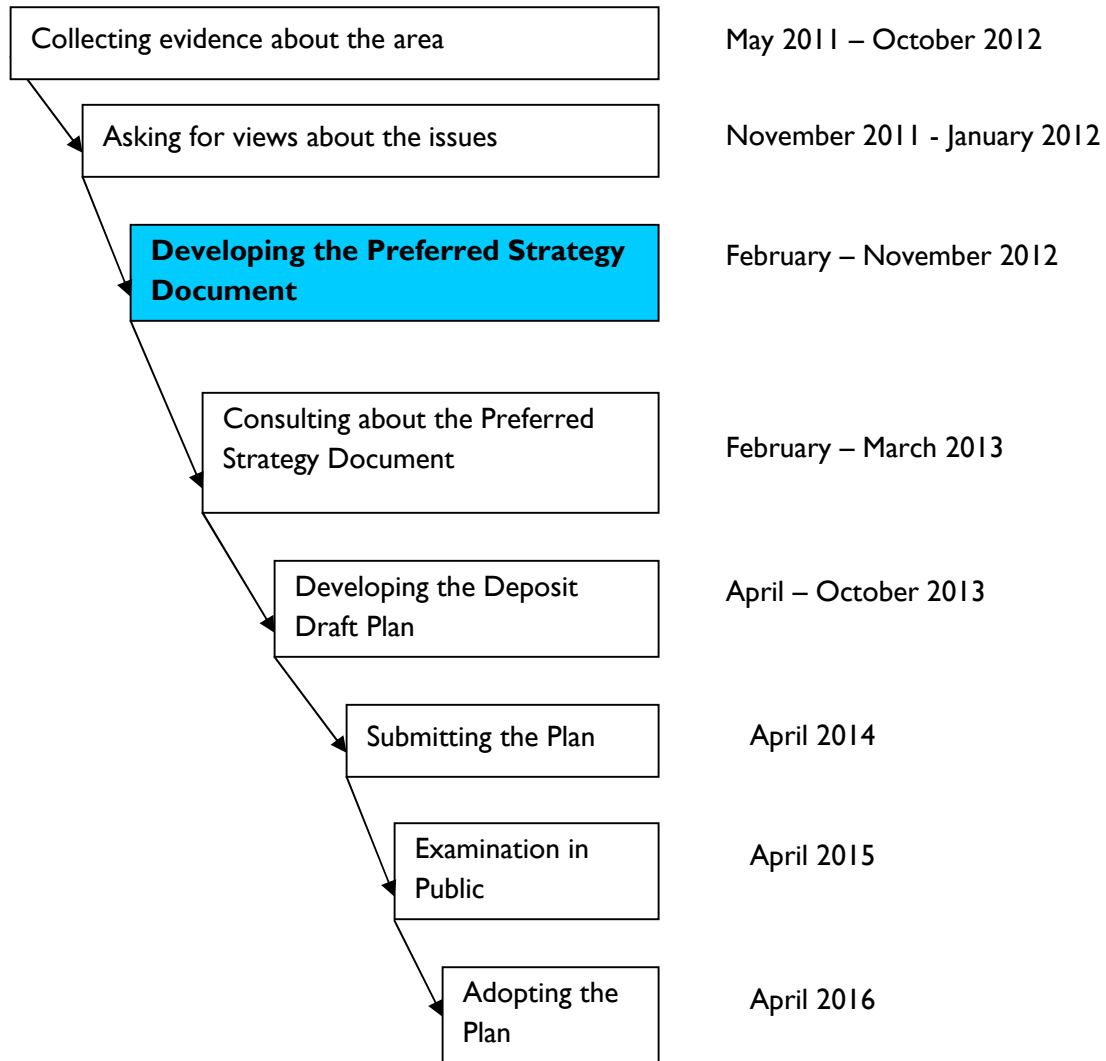 Collecting evidence about the area
May 2011 – October 2012
Asking for views about the issues
November 2011 - January 2012
Developing the Preferred Strategy
Document
February – November 2012
Consulting about the Preferred
Strategy Document
February – March 2013
Developing the Deposit
Draft Plan
April – October 2013
Submitting the Plan
April 2014
Examination in
Public
April 2015
Adopting the
Plan
April 2016